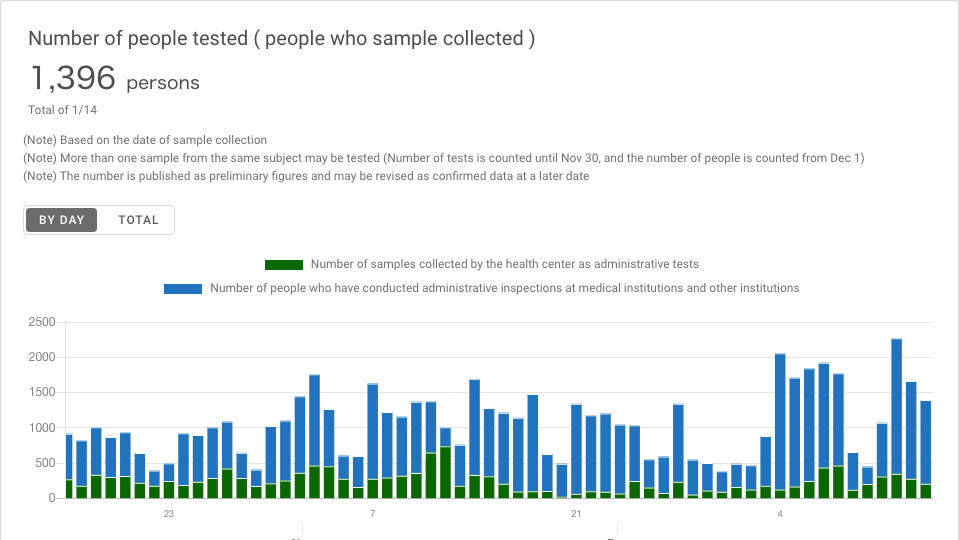 Number of people tested ( people who sample collected )
1,396 persons
Total of 1/14
(Note) Based on the date of sample collection
(Note) More than one sample from the same subject may be tested (Number of tests is counted until Nov 30, and the number of people is counted from Dec 1)
(Note) The number is published as preliminary figures and may be revised as confirmed data at a later date
BY DAY TOTAL
Number of samples collected by the health center as administrative tests
Number of people who have conducted administrative inspections at medical institutions and other institutions
2500
2000
1500
1000
500
0
23 7 21 4